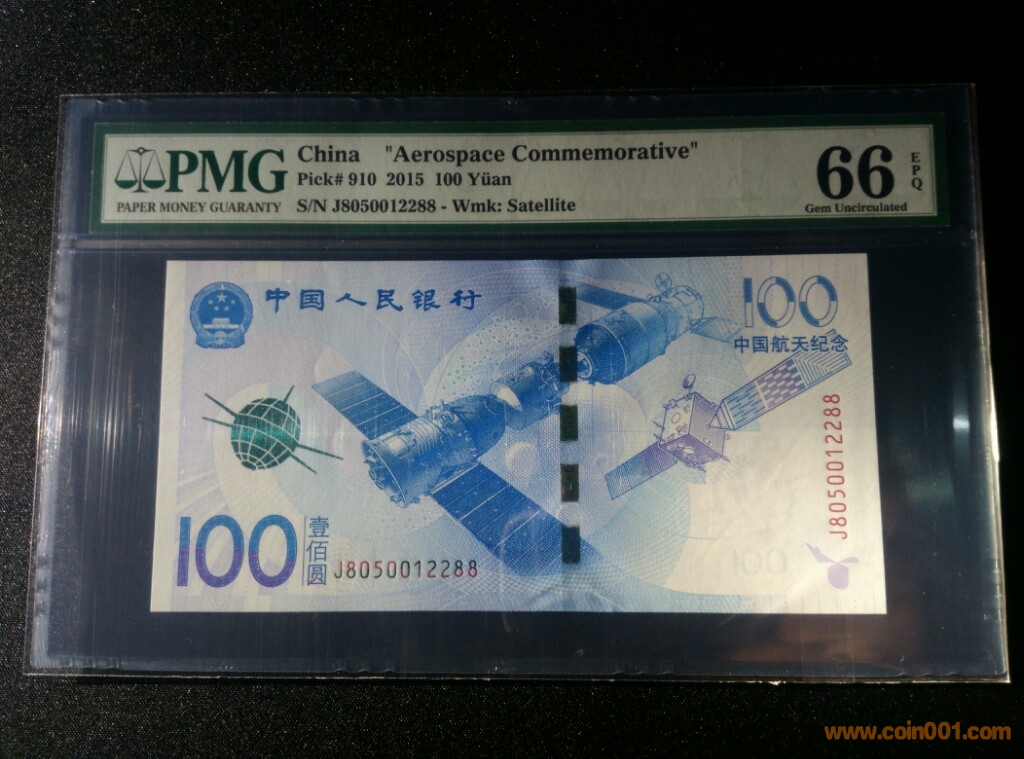 PMG
PAPER MONEY GUARANTY
China "Aerospace Commemorative"
Pick# 910 2015 100 Yüan
S/N J8050012288 - Wmk: Satellite
66
EPQ
Gem Uncirculated
中国人民银行
100
中国航天纪念
J8050012288
100
壹佰圆
J8050012288
100
www.coin001.com